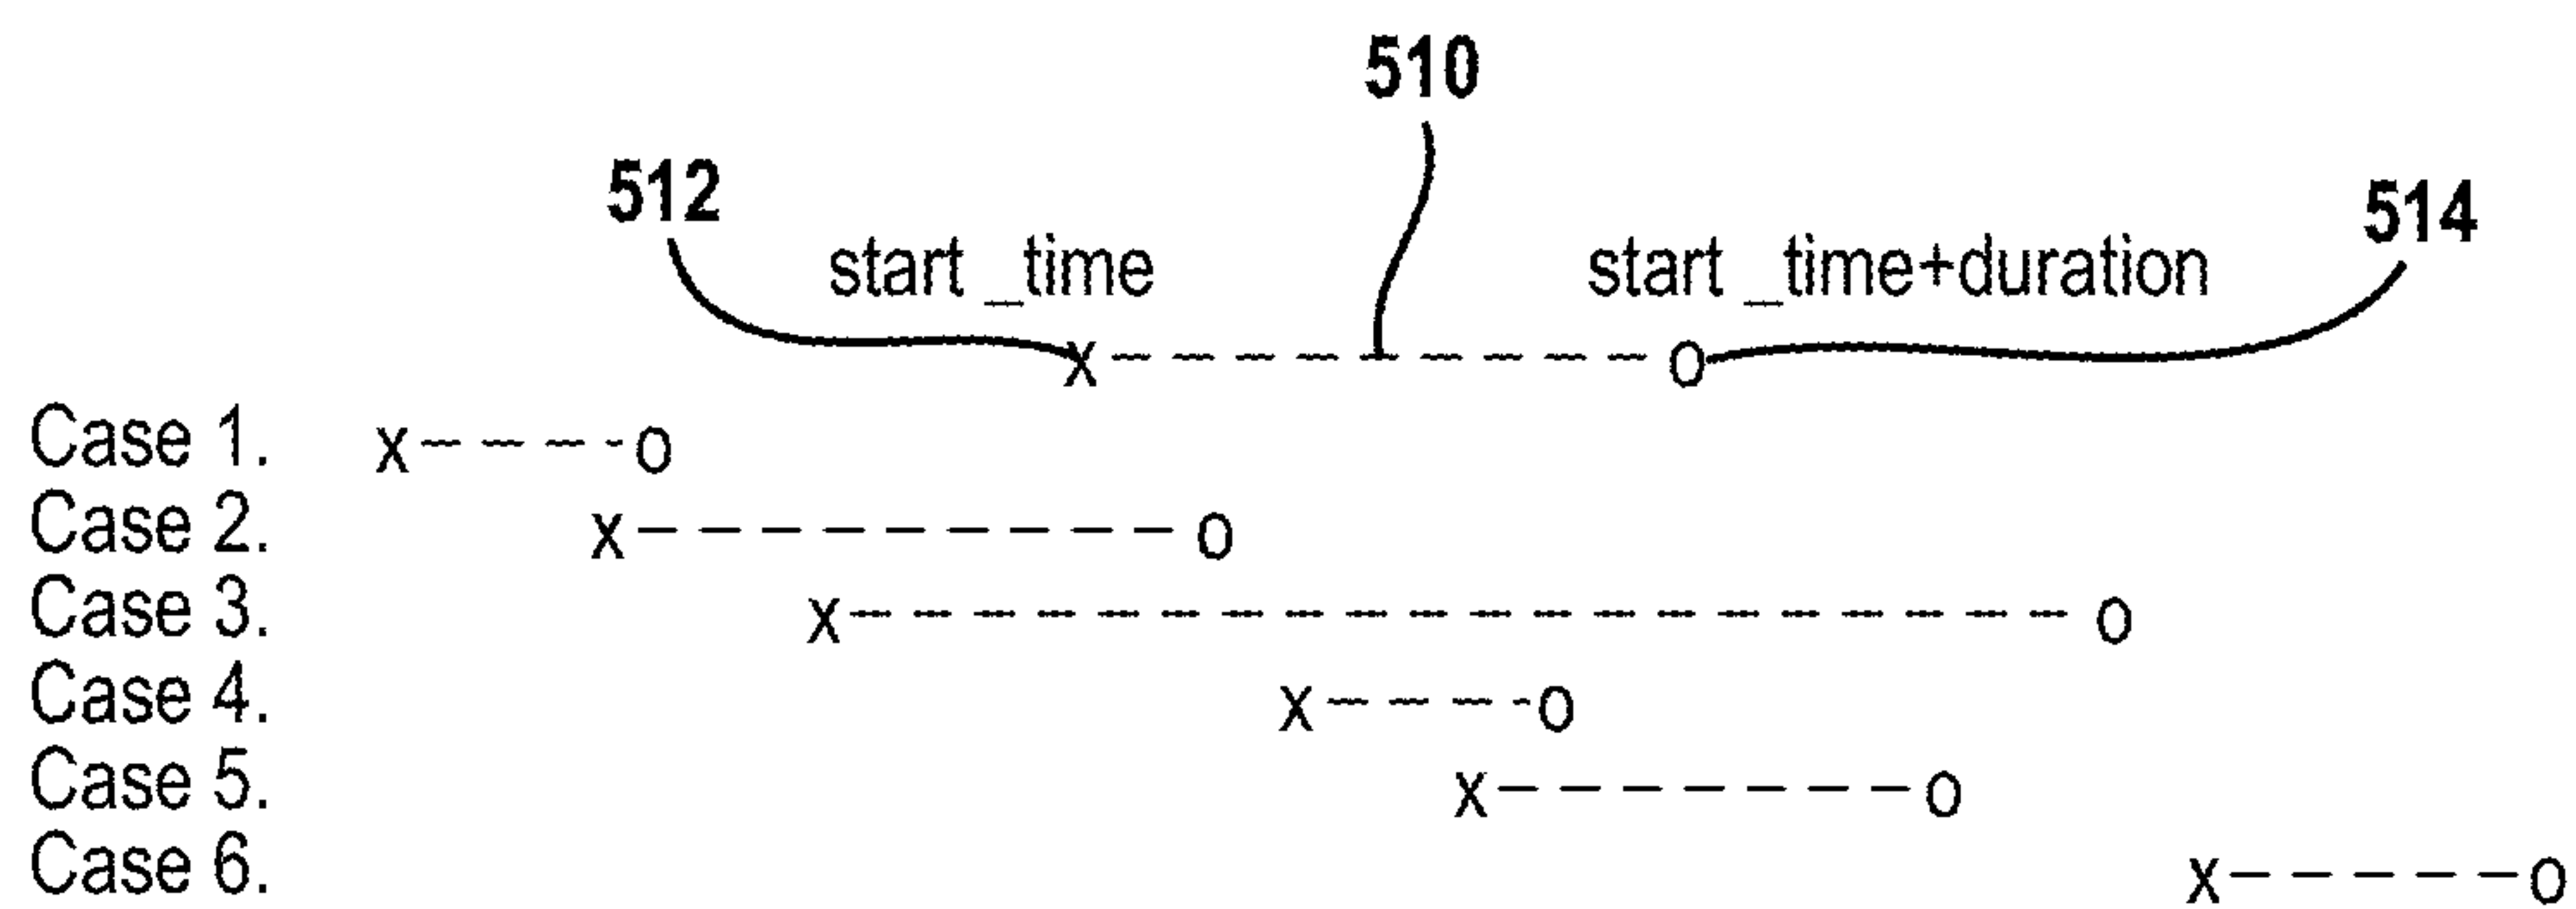 510
512
514
start _time start _time+duration
x---------o
Case 1. x----o
Case 2. x---------o
Case 3. x--------------------o
Case 4. x----o
Case 5. x-------o
Case 6. x-----o